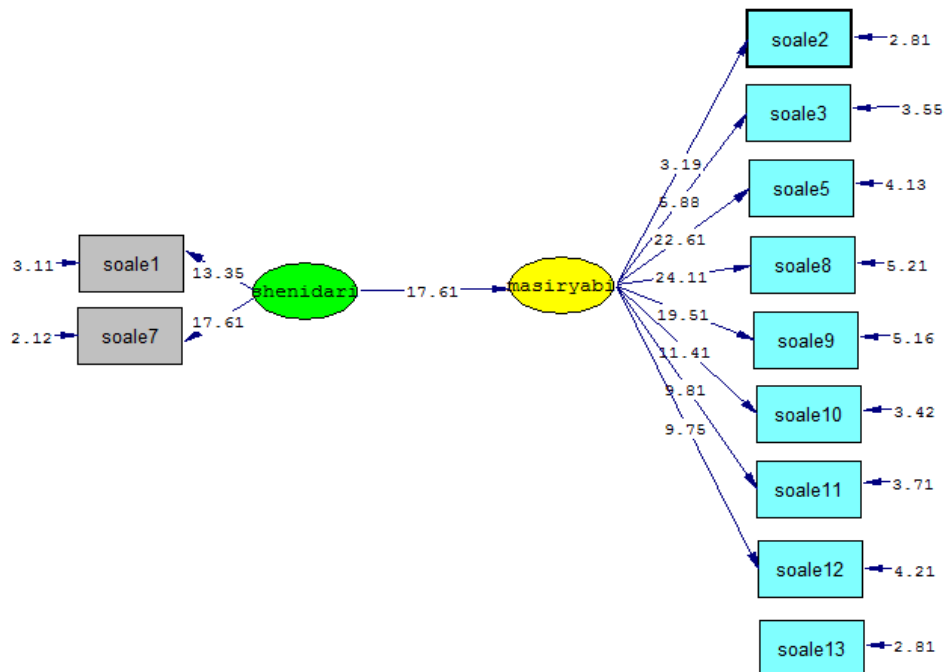 soale2
2.81
soale3
3.55
3.19
soale5
4.13
5.88
22.61
soale1
3.11
13.35
soale8
5.21
24.11
shenidari
17.61
masiryabi
soale7
2.12
17.61
soale9
5.16
19.51
11.41
soale10
3.42
9.81
9.75
soale11
3.71
soale12
4.21
soale13
2.81